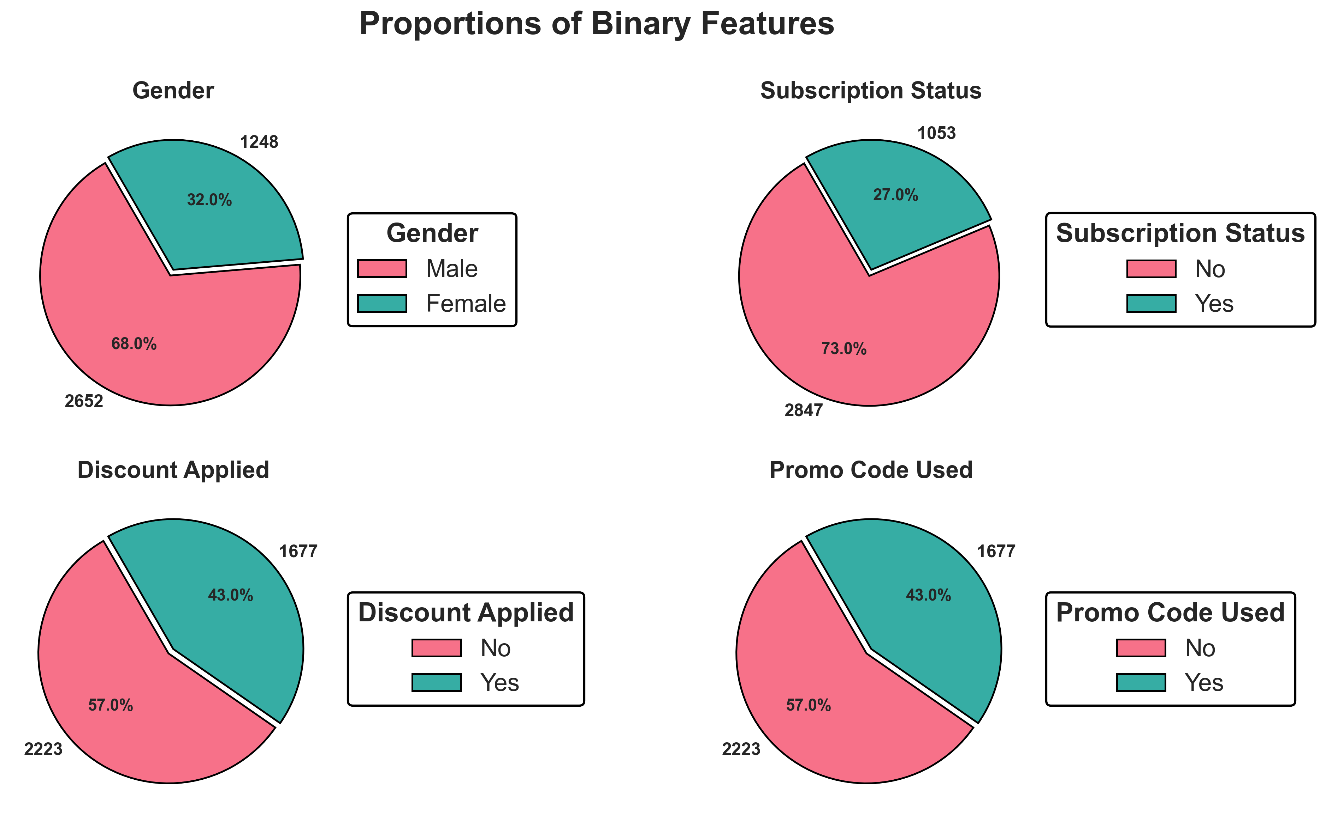 Proportions of Binary Features
Gender
1248
32.0%
68.0%
2652
Gender
Male
Female
Subscription Status
1053
27.0%
73.0%
2847
Subscription Status
No
Yes
Discount Applied
1677
43.0%
57.0%
2223
Discount Applied
No
Yes
Promo Code Used
1677
43.0%
57.0%
2223
Promo Code Used
No
Yes